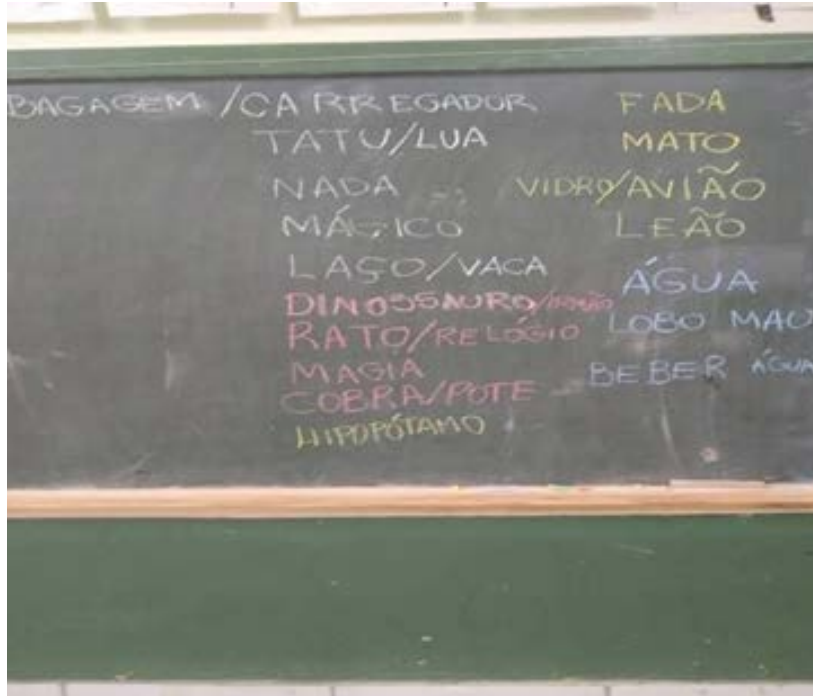 BAGAGEM / CARREGADOR
TATU/LUA
NADA
MÁGICO
LAÇO/VACA
DINOSSAURO/
RATO/RELÓGIO
MAGIA
COBRA/POTE
HIPOPÓTAMO
FADA
MATO
VIDRO/AVIÃO
LEÃO
ÁGUA
LOBO MAU
BEBER ÁGUA